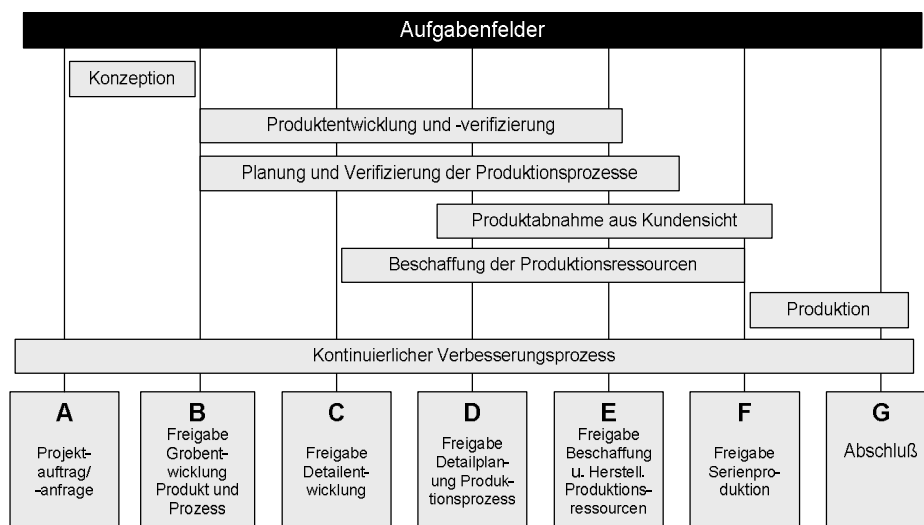 Aufgabenfelder
Konzeption
Produktentwicklung und -verifizierung
Planung und Verifizierung der Produktionsprozesse
Produktabnahme aus Kundensicht
Beschaffung der Produktionsressourcen
Produktion
Kontinuierlicher Verbesserungsprozess
A
Projekt-
auftrag/
-anfrage
B
Freigabe
Grobent-
wicklung
Produkt und
Prozess
C
Freigabe
Detailent-
wicklung
D
Freigabe
Detailplan-
ung Produk-
tionsprozess
E
Freigabe
Beschaffung
u. Herstell.
Produktions-
ressourcen
F
Freigabe
Serienpro-
duktion
G
Abschluß